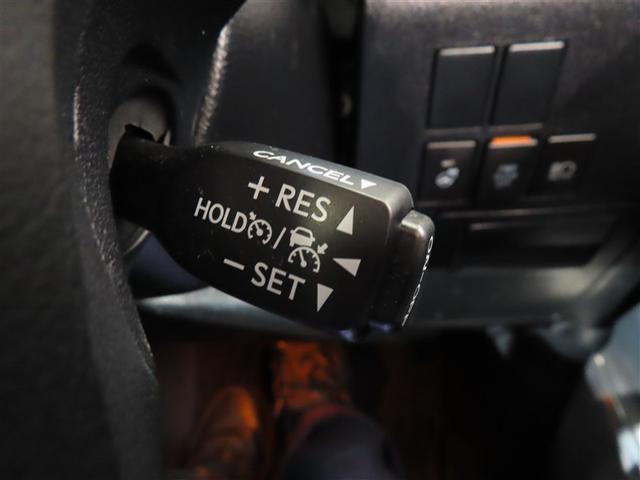 CANCEL
+ RES
HOLD /
- SET